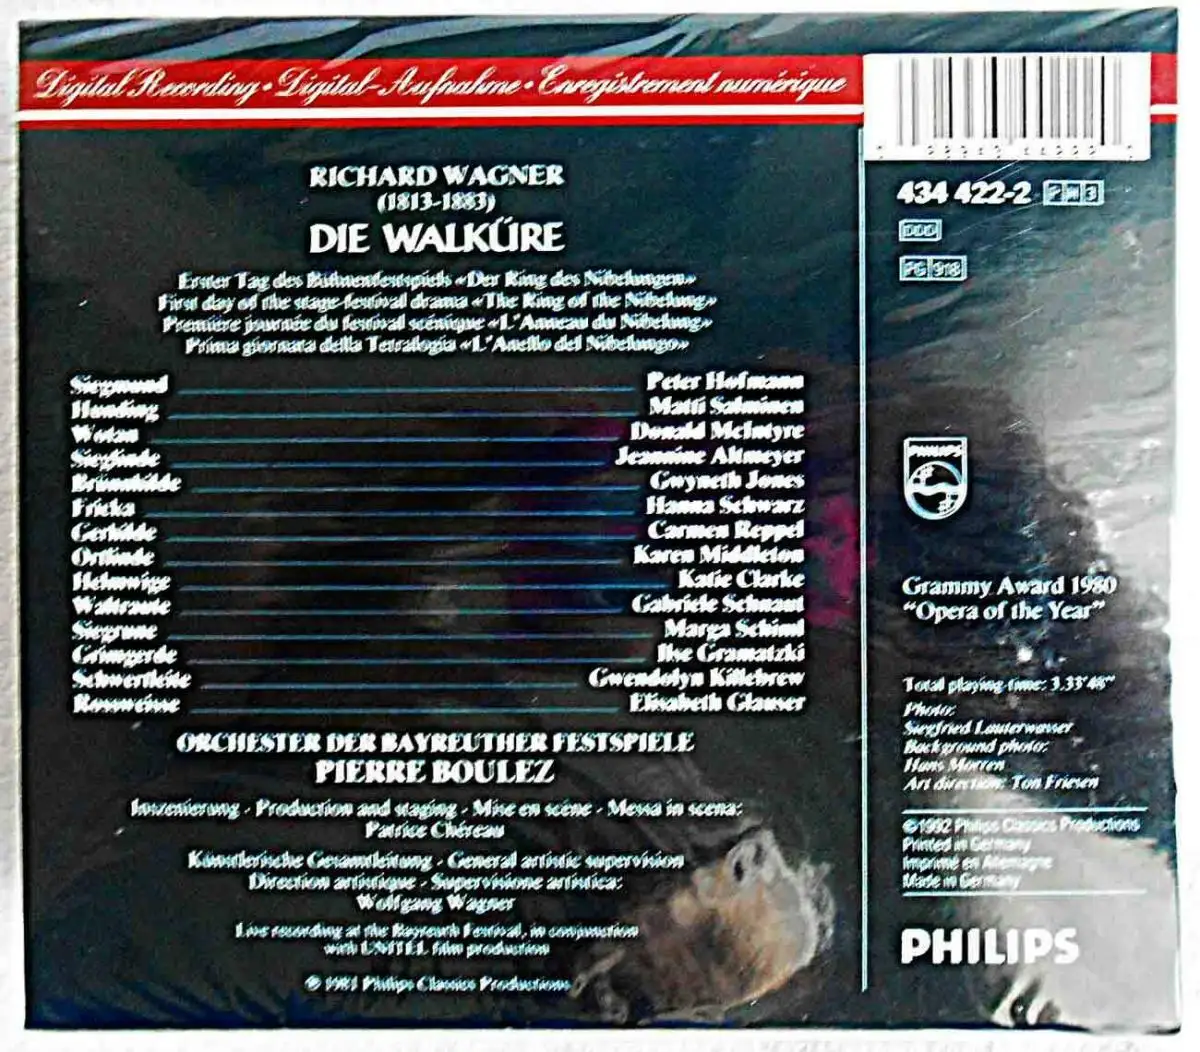 Digital Recording • Digital-Aufnahme • Enregistrement numérique
RICHARD WAGNER
(1813-1883)
DIE WALKÜRE
Erster Tag des Bühnenfestspiels «Der Ring des Nibelungen»
First day of the stage-festival drama «The Ring of the Nibelung»
Première journée du festival scénique «L'Anneau du Nibelung»
Prima giornata della Tetralogia «L'Anello del Nibelungo»
Siegmund Peter Hofmann
Hunding Matti Salminen
Wotan Donald McIntyre
Sieglinde Jeannine Altmeyer
Brünnhilde Gwyneth Jones
Fricka Hanna Schwarz
Gerhilde Carmen Reppel
Ortlinde Karen Middleton
Helmwige Katie Clarke
Waltraute Gabriele Schnaut
Siegrune Marga Schiml
Grimgerde Ilse Gramatzki
Schwertleite Gwendolyn Killebrew
Rossweisse Elisabeth Glauser
ORCHESTER DER BAYREUTHER FESTSPIELE
PIERRE BOULEZ
Inszenierung - Production and staging - Mise en scène - Messa in scena:
Patrice Chéreau
Künstlerische Gesamtleitung - General artistic supervision
Direction artistique - Supervisione artistica:
Wolfgang Wagner
Live recording at the Bayreuth Festival, in conjunction
with UNITEL film production
℗ 1981 Philips Classics Productions
434 422-2 PM3
DDD
PG 918
PHILIPS
Grammy Award 1980
"Opera of the Year"
Total playing time: 3.33'48"
Photo:
Siegfried Lauterwasser
Background photo:
Hans Morren
Art direction: Ton Friesen
©1992 Philips Classics Productions
Printed in Germany
Imprimé en Allemagne
Made in Germany
PHILIPS